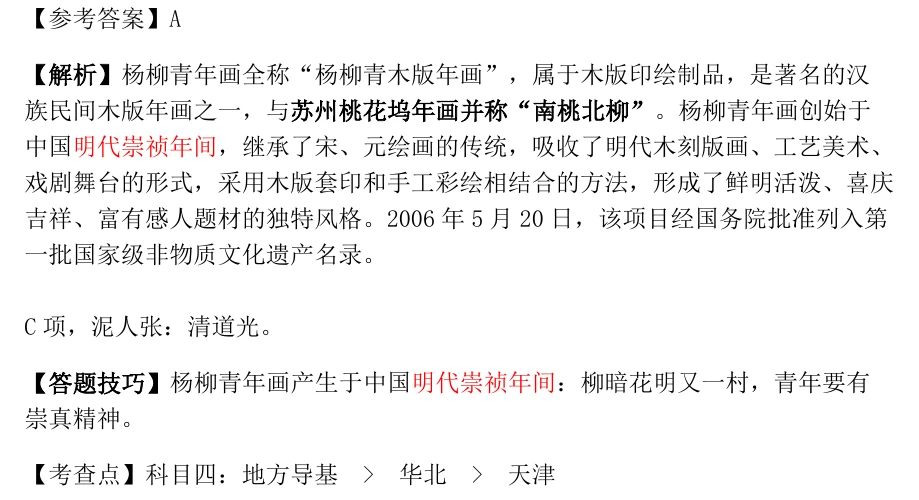 【参考答案】A
【解析】杨柳青年画全称“杨柳青木版年画”，属于木版印绘制品，是著名的汉
族民间木版年画之一，与苏州桃花坞年画并称“南桃北柳”。杨柳青年画创始于
中国明代崇祯年间，继承了宋、元绘画的传统，吸收了明代木刻版画、工艺美术、
戏剧舞台的形式，采用木版套印和手工彩绘相结合的方法，形成了鲜明活泼、喜庆
吉祥、富有感人题材的独特风格。2006 年 5 月 20 日，该项目经国务院批准列入第
一批国家级非物质文化遗产名录。
C 项，泥人张：清道光。
【答题技巧】杨柳青年画产生于中国明代崇祯年间：柳暗花明又一村，青年要有
崇真精神。
【考查点】科目四：地方导基 > 华北 > 天津